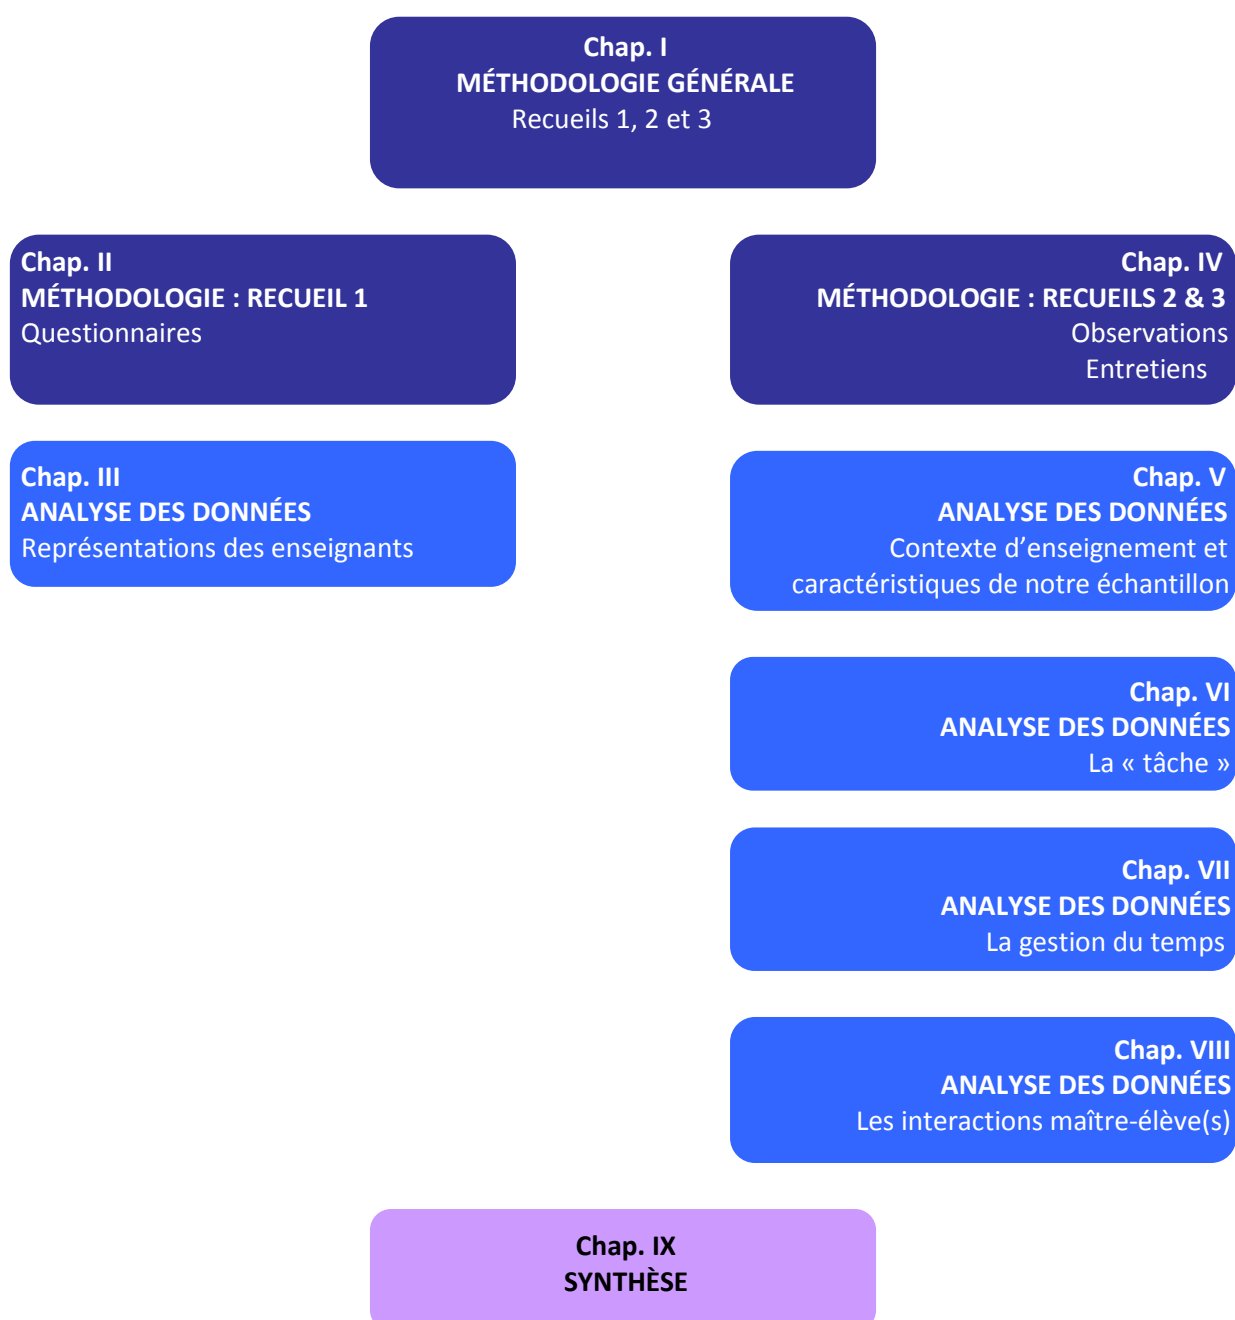 Chap. I
MÉTHODOLOGIE GÉNÉRALE
Recueils 1, 2 et 3
Chap. II
MÉTHODOLOGIE : RECUEIL 1
Questionnaires
Chap. IV
MÉTHODOLOGIE : RECUEILS 2 & 3
Observations
Entretiens
Chap. III
ANALYSE DES DONNÉES
Représentations des enseignants
Chap. V
ANALYSE DES DONNÉES
Contexte d’enseignement et
caractéristiques de notre échantillon
Chap. VI
ANALYSE DES DONNÉES
La « tâche »
Chap. VII
ANALYSE DES DONNÉES
La gestion du temps
Chap. VIII
ANALYSE DES DONNÉES
Les interactions maître-élève(s)
Chap. IX
SYNTHÈSE